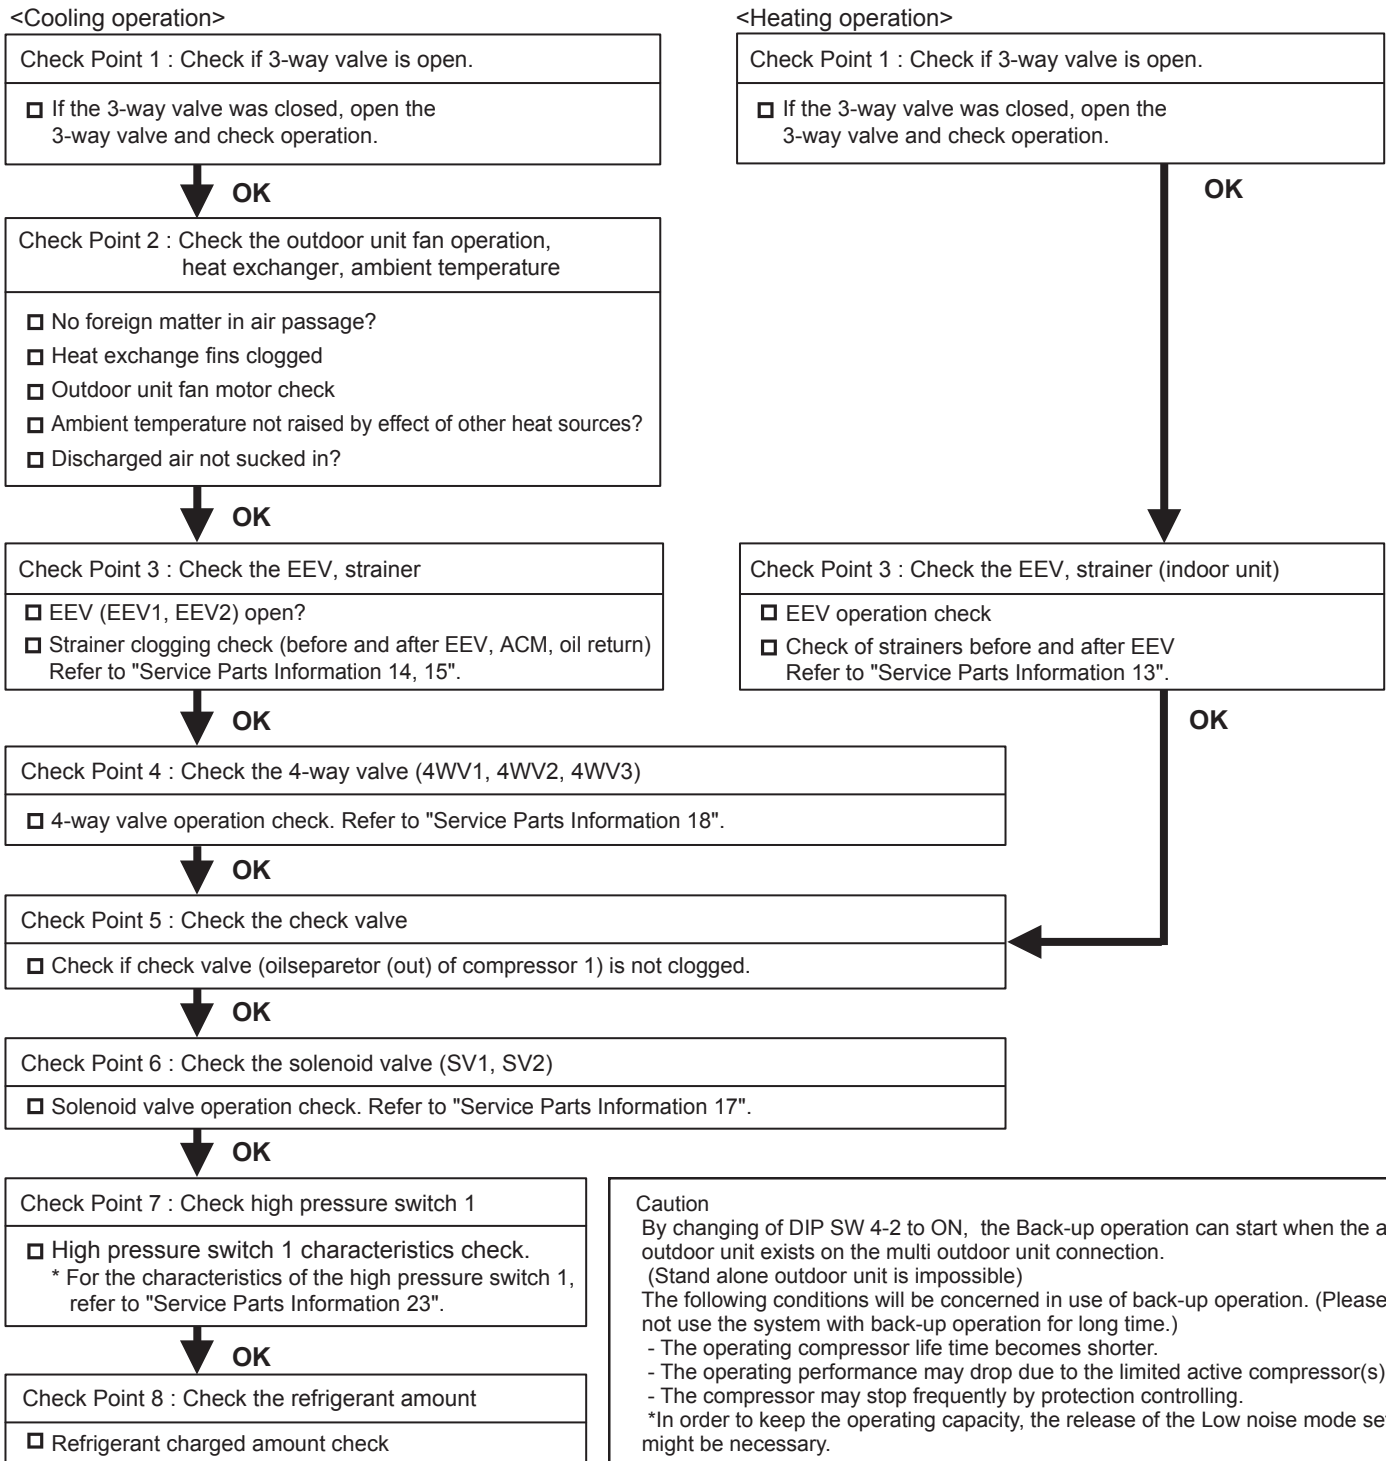 <Cooling operation>
Check Point 1 : Check if 3-way valve is open.
If the 3-way valve was closed, open the
3-way valve and check operation.
OK
Check Point 2 : Check the outdoor unit fan operation,
heat exchanger, ambient temperature
No foreign matter in air passage?
Heat exchange fins clogged
Outdoor unit fan motor check
Ambient temperature not raised by effect of other heat sources?
Discharged air not sucked in?
OK
Check Point 3 : Check the EEV, strainer
EEV (EEV1, EEV2) open?
Strainer clogging check (before and after EEV, ACM, oil return)
Refer to "Service Parts Information 14, 15".
OK
<Heating operation>
Check Point 1 : Check if 3-way valve is open.
If the 3-way valve was closed, open the
3-way valve and check operation.
OK
Check Point 3 : Check the EEV, strainer (indoor unit)
EEV operation check
Check of strainers before and after EEV
Refer to "Service Parts Information 13".
OK
Check Point 4 : Check the 4-way valve (4WV1, 4WV2, 4WV3)
4-way valve operation check. Refer to "Service Parts Information 18".
OK
Check Point 5 : Check the check valve
Check if check valve (oilseparetor (out) of compressor 1) is not clogged.
OK
Check Point 6 : Check the solenoid valve (SV1, SV2)
Solenoid valve operation check. Refer to "Service Parts Information 17".
OK
Check Point 7 : Check high pressure switch 1
High pressure switch 1 characteristics check.
* For the characteristics of the high pressure switch 1,
refer to "Service Parts Information 23".
OK
Check Point 8 : Check the refrigerant amount
Refrigerant charged amount check
Caution
By changing of DIP SW 4-2 to ON, the Back-up operation can start when the
outdoor unit exists on the multi outdoor unit connection.
(Stand alone outdoor unit is impossible)
The following conditions will be concerned in use of back-up operation. (Please
not use the system with back-up operation for long time.)
- The operating compressor life time becomes shorter.
- The operating performance may drop due to the limited active compressor(s)
- The compressor may stop frequently by protection controlling.
*In order to keep the operating capacity, the release of the Low noise mode
might be necessary.